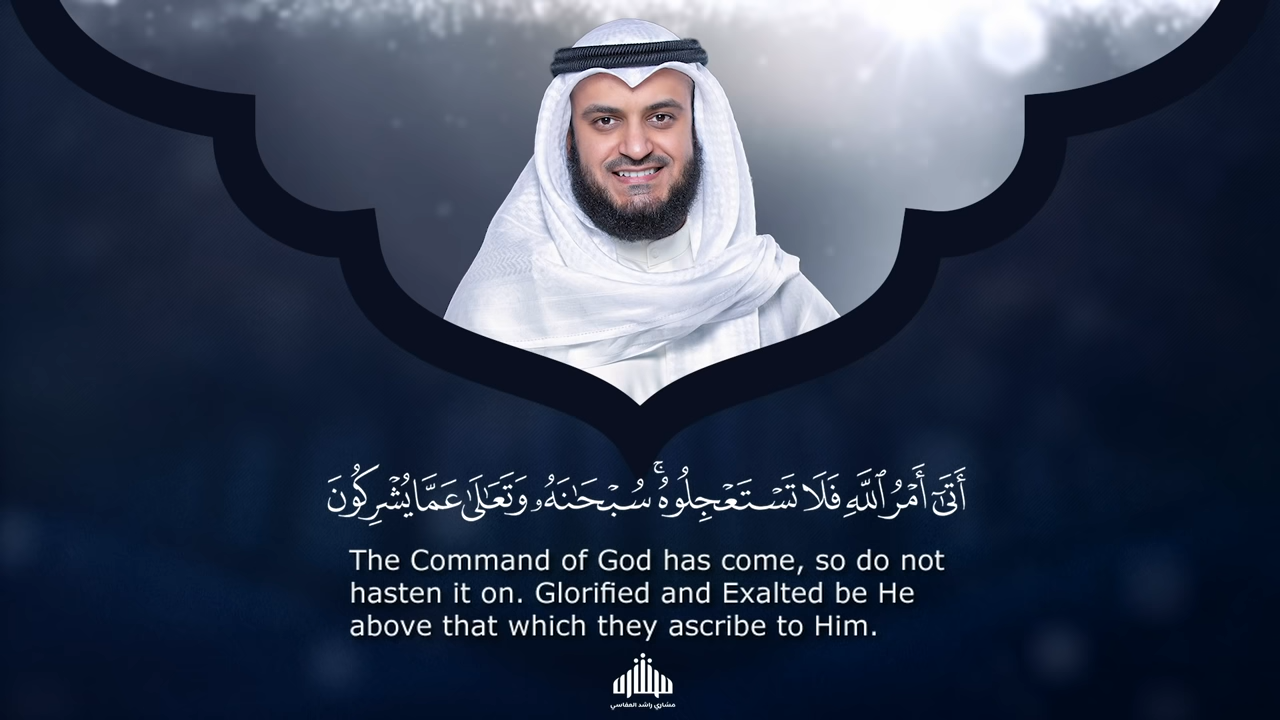 أَتَىٰٓ أَمْرُ ٱللَّهِ فَلَا تَسْتَعْجِلُوهُ ۚ سُبْحَٰنَهُۥ وَتَعَٰلَىٰ عَمَّا يُشْرِكُونَ
The Command of God has come, so do not
hasten it on. Glorified and Exalted be He
above that which they ascribe to Him.
مشاري راشد العفاسي